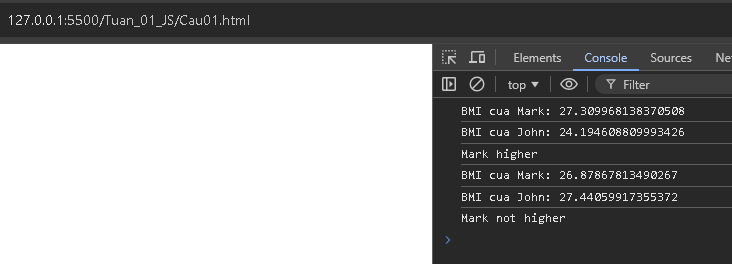 127.0.0.1:5500/Tuan_01_JS/Cau01.html
Elements Console Sources Ne
top Filter
BMI cua Mark: 27.309968138370508
BMI cua John: 24.194608809993426
Mark higher
BMI cua Mark: 26.87867813490267
BMI cua John: 27.44059917355372
Mark not higher